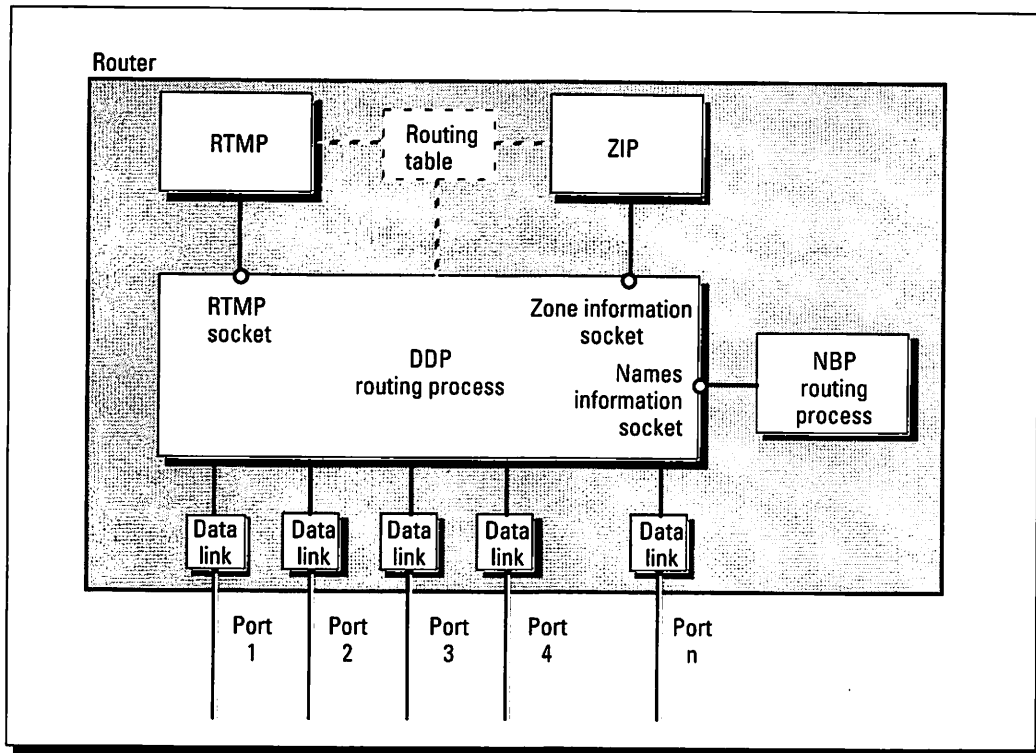 Router
RTMP
Routing
table
ZIP
RTMP
socket
Zone information
socket
DDP
routing process
Names
information
socket
NBP
routing
process
Data
link
Data
link
Data
link
Data
link
Data
link
Port
1
Port
2
Port
3
Port
4
Port
n